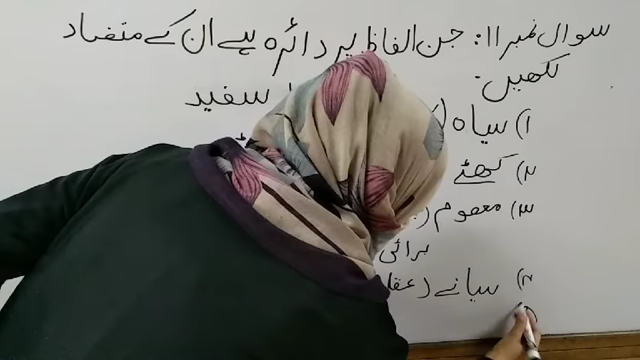 سوال نمبر ۱۱: جن الفاظ پر دائرہ ہے ان کے متضاد
لکھیں۔
سفید
۱) سیاہ (
۲) کھٹے
۳) معصوم (
برائی
۴) سیانے (عقل